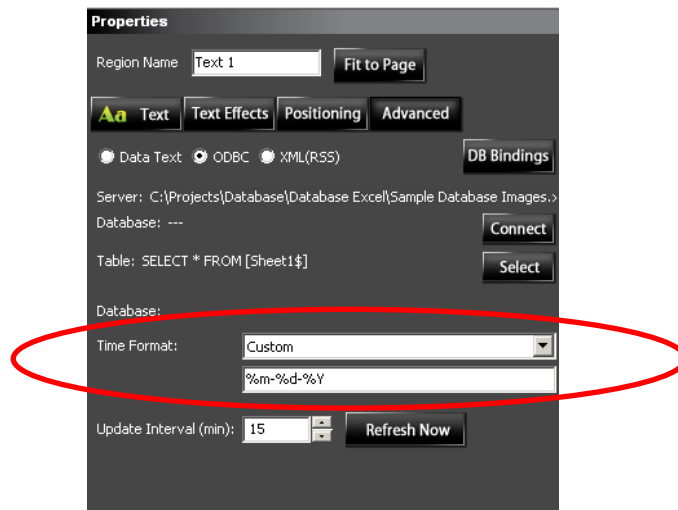 Properties
Region Name Text 1 Fit to Page
Aa Text Text Effects Positioning Advanced
Data Text ODBC XML(RSS) DB Bindings
Server: C:\Projects\Database\Database Excel\Sample Database Images.x
Database: --- Connect
Table: SELECT * FROM [Sheet1$] Select
Database:
Time Format: Custom
%m-%d-%Y
Update Interval (min): 15 Refresh Now